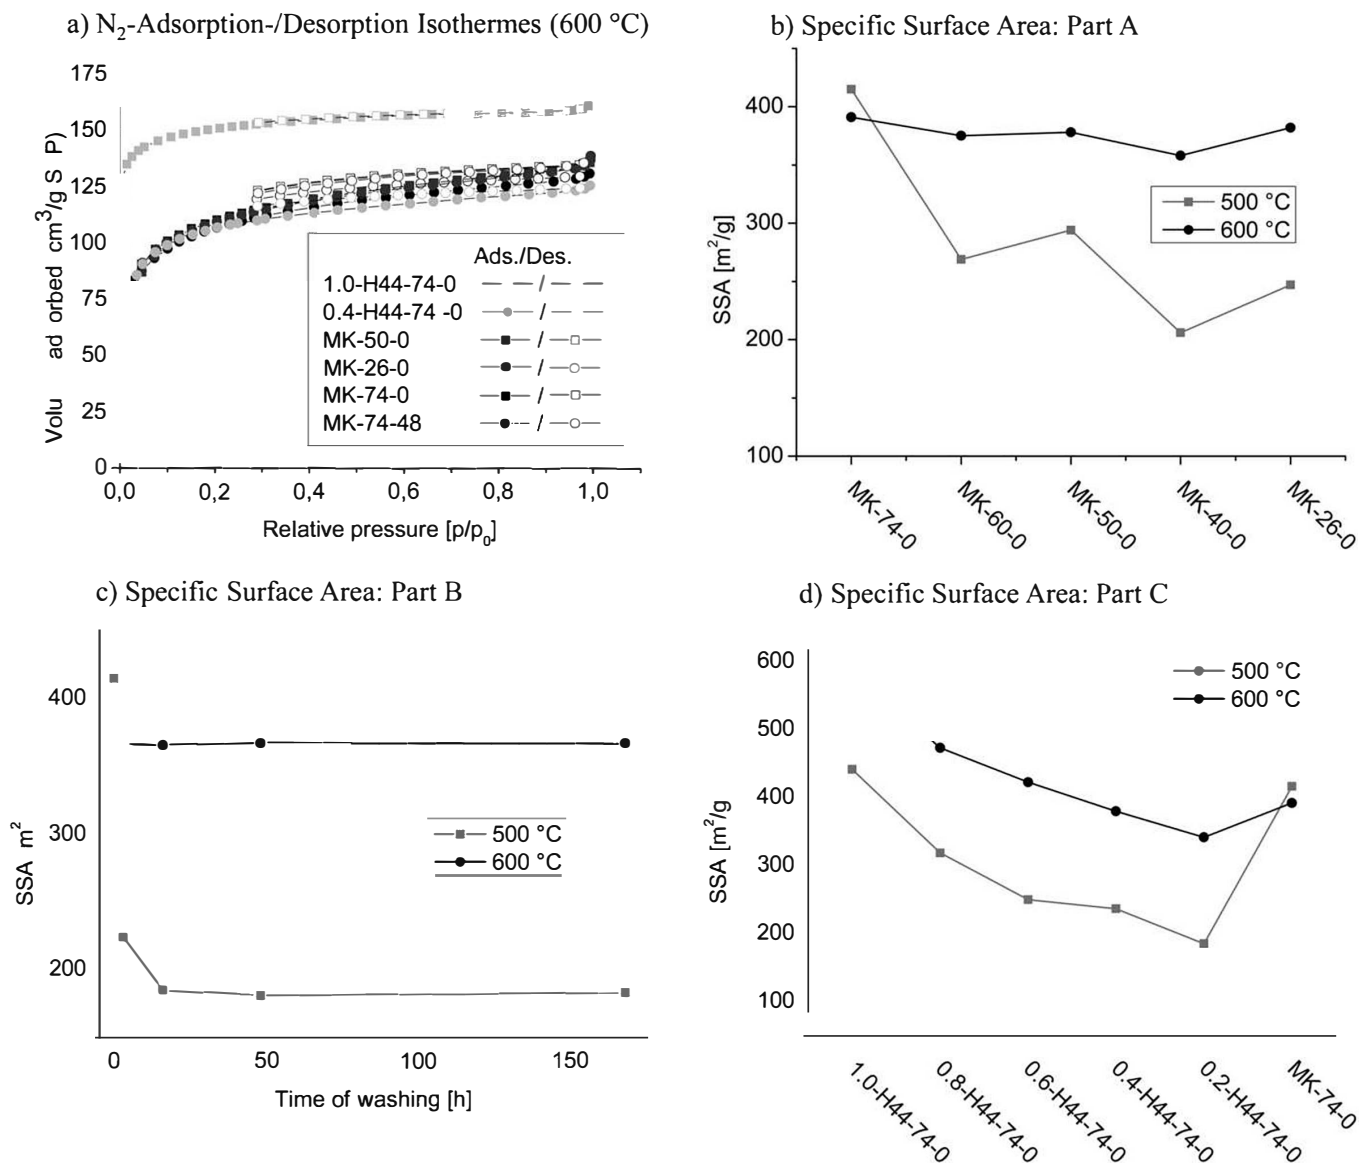 a) N₂-Adsorption-/Desorption Isothermes (600 °C)
175
150
125
100
75
50
25
0
Volu ad orbed cm³/g S P)
Ads./Des.
1.0-H44-74-0
0.4-H44-74 -0
MK-50-0
MK-26-0
MK-74-0
MK-74-48
0,0 0,2 0,4 0,6 0,8 1,0
Relative pressure [p/p₀]
b) Specific Surface Area: Part A
400
300
200
100
SSA [m²/g]
500 °C
600 °C
MK-74-0
MK-60-0
MK-50-0
MK-40-0
MK-26-0
c) Specific Surface Area: Part B
400
300
200
SSA m²
500 °C
600 °C
0 50 100 150
Time of washing [h]
d) Specific Surface Area: Part C
600
500
400
300
200
100
SSA [m²/g
500 °C
600 °C
1.0-H44-74-0
0.8-H44-74-0
0.6-H44-74-0
0.4-H44-74-0
0.2-H44-74-0
MK-74-0